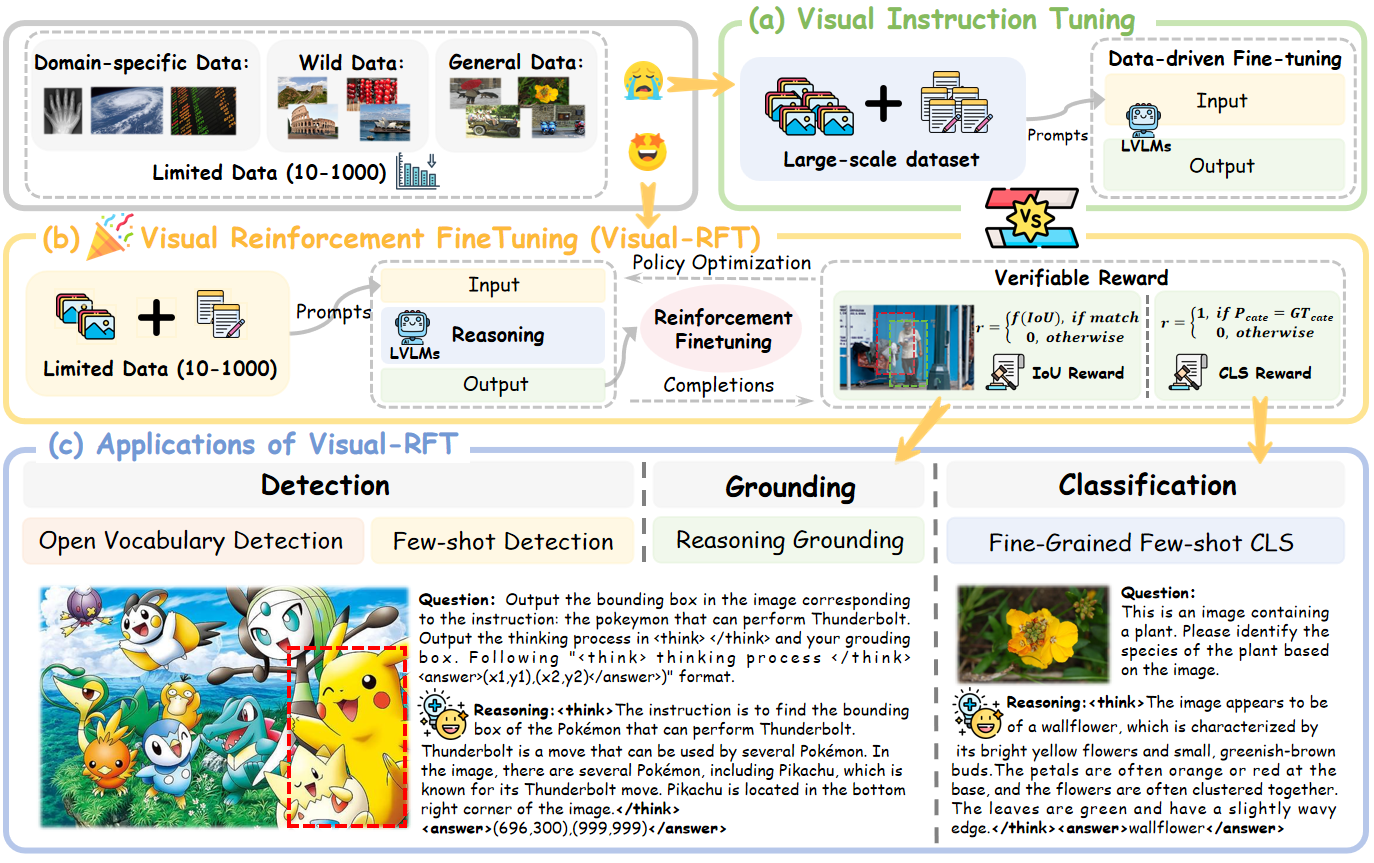 (a) Visual Instruction Tuning
Domain-specific Data:
Wild Data:
General Data:
Limited Data (10-1000)
Large-scale dataset
Prompts
Data-driven Fine-tuning
Input
LVLMs
Output
VS
(b) Visual Reinforcement FineTuning (Visual-RFT)
Limited Data (10-1000)
Prompts
Input
Reasoning
LVLMs
Output
Policy Optimization
Reinforcement
Finetuning
Completions
Verifiable Reward
r = {f(IoU), if match
0, otherwise
IoU Reward
r = {1, if P_cate = GT_cate
0, otherwise
CLS Reward
(c) Applications of Visual-RFT
Detection
Grounding
Classification
Open Vocabulary Detection
Few-shot Detection
Reasoning Grounding
Fine-Grained Few-shot CLS
Question: Output the bounding box in the image corresponding
to the instruction: the pokeymon that can perform Thunderbolt.
Output the thinking process in <think> </think> and your grouding
box. Following "<think> thinking process </think>
<answer>(x1,y1),(x2,y2)</answer>)" format.
Reasoning:<think>The instruction is to find the bounding
box of the Pokémon that can perform Thunderbolt.
Thunderbolt is a move that can be used by several Pokémon. In
the image, there are several Pokémon, including Pikachu, which is
known for its Thunderbolt move. Pikachu is located in the bottom
right corner of the image.</think>
<answer>(696,300),(999,999)</answer>
Question:
This is an image containing
a plant. Please identify the
species of the plant based
on the image.
Reasoning:<think>The image appears to be
of a wallflower, which is characterized by
its bright yellow flowers and small, greenish-brown
buds.The petals are often orange or red at the
base, and the flowers are often clustered together.
The leaves are green and have a slightly wavy
edge.</think><answer>wallflower</answer>